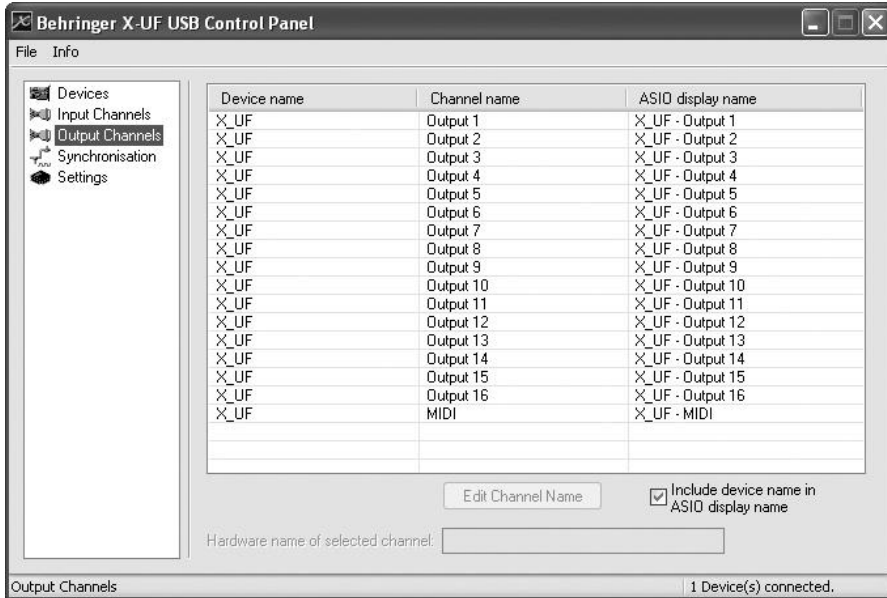 Behringer X-UF USB Control Panel
File Info
Devices
Input Channels
Output Channels
Synchronisation
Settings
Device name Channel name ASIO display name
X_UF Output 1 X_UF - Output 1
X_UF Output 2 X_UF - Output 2
X_UF Output 3 X_UF - Output 3
X_UF Output 4 X_UF - Output 4
X_UF Output 5 X_UF - Output 5
X_UF Output 6 X_UF - Output 6
X_UF Output 7 X_UF - Output 7
X_UF Output 8 X_UF - Output 8
X_UF Output 9 X_UF - Output 9
X_UF Output 10 X_UF - Output 10
X_UF Output 11 X_UF - Output 11
X_UF Output 12 X_UF - Output 12
X_UF Output 13 X_UF - Output 13
X_UF Output 14 X_UF - Output 14
X_UF Output 15 X_UF - Output 15
X_UF Output 16 X_UF - Output 16
X_UF MIDI X_UF - MIDI
Edit Channel Name
Include device name in
ASIO display name
Hardware name of selected channel:
Output Channels 1 Device(s) connected.